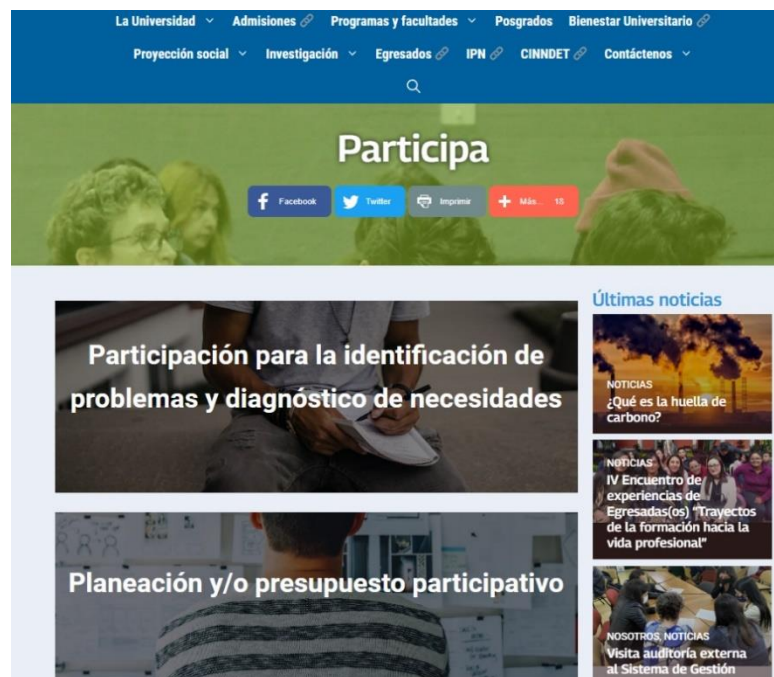 La Universidad Admisiones Programas y facultades Posgrados Bienestar Universitario
Proyección social Investigación Egresados IPN CINNDET Contáctenos
Participa
Facebook Twitter Imprimir Más... 18
Participación para la identificación de
problemas y diagnóstico de necesidades
Planeación y/o presupuesto participativo
Últimas noticias
NOTICIAS
¿Qué es la huella de
carbono?
NOTICIAS
IV Encuentro de
experiencias de
Egresadas(os) “Trayectos
de la formación hacia la
vida profesional”
NOSOTROS, NOTICIAS
Visita auditoría externa
al Sistema de Gestión